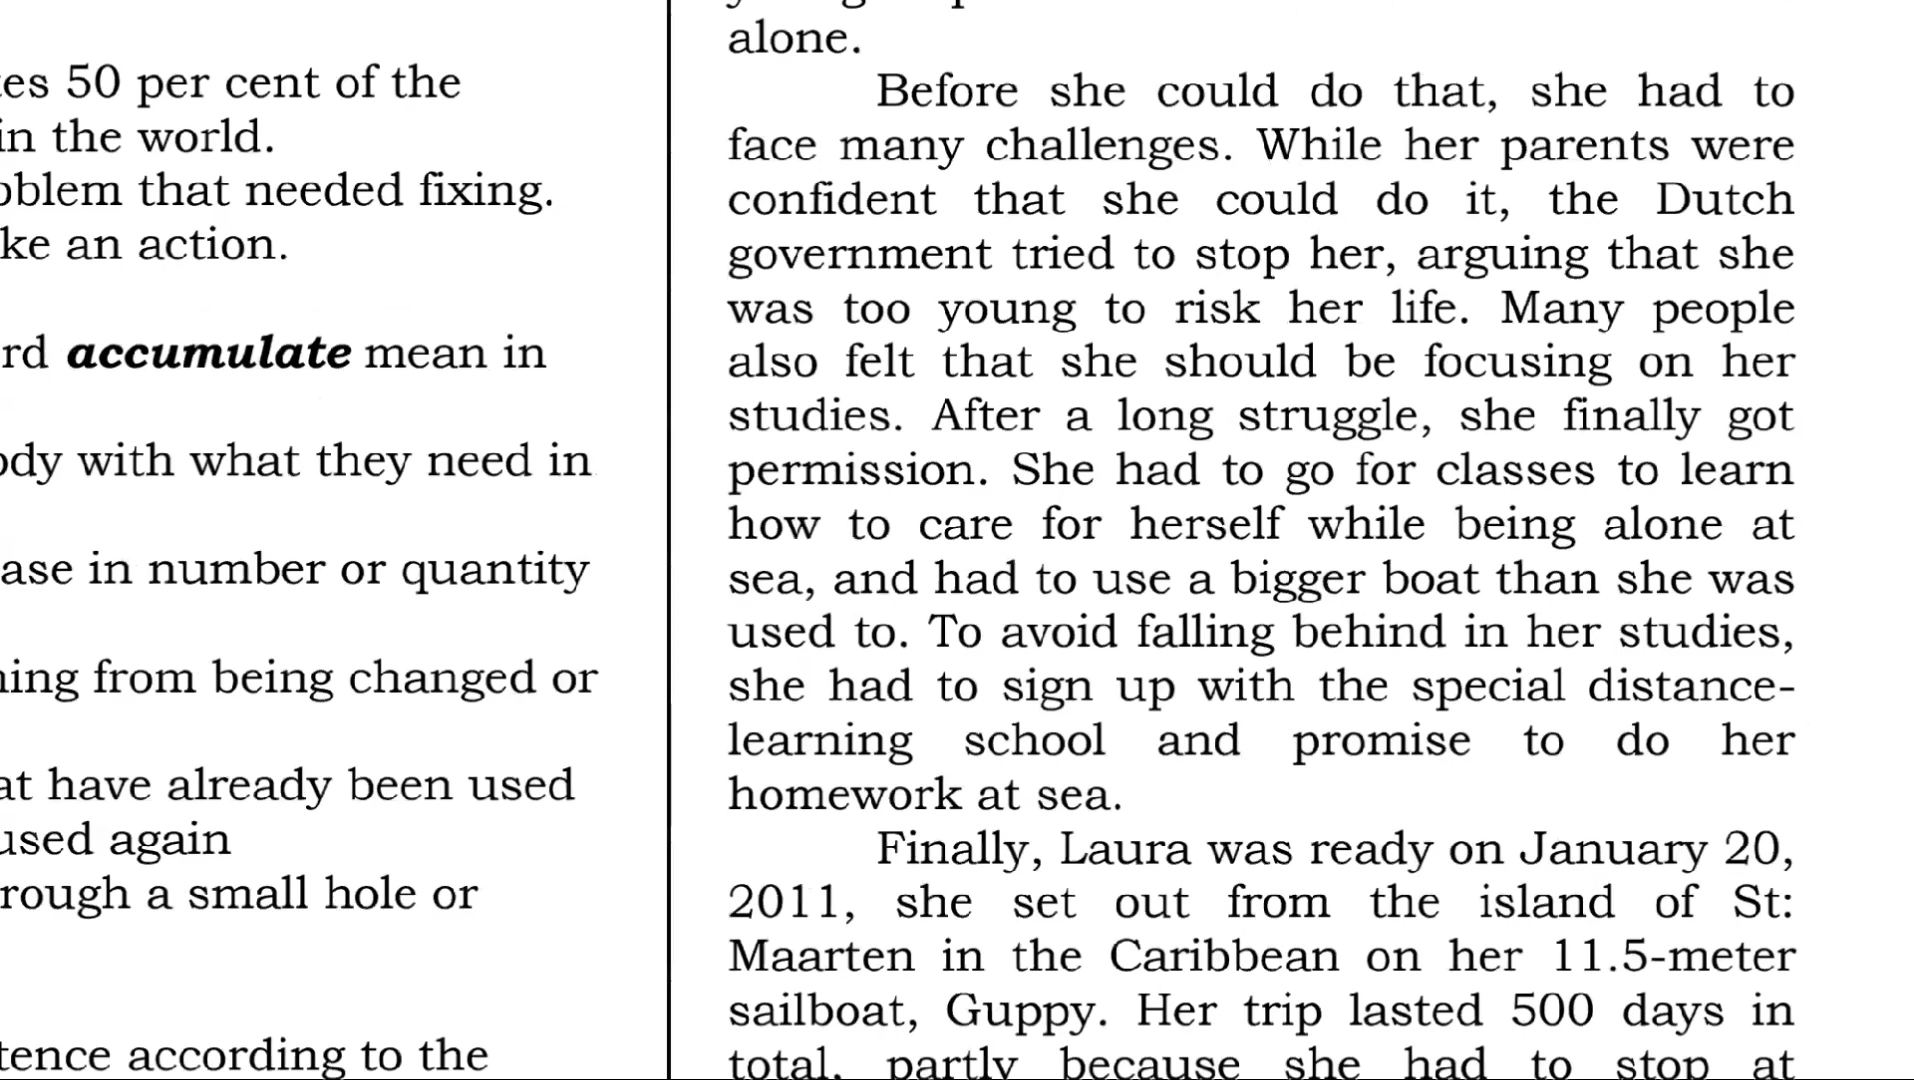 es 50 per cent of the
in the world.
oblem that needed fixing.
ke an action.
rd accumulate mean in
ody with what they need in
ase in number or quantity
ing from being changed or
at have already been used
used again
rough a small hole or
tence according to the
alone.
Before she could do that, she had to
face many challenges. While her parents were
confident that she could do it, the Dutch
government tried to stop her, arguing that she
was too young to risk her life. Many people
also felt that she should be focusing on her
studies. After a long struggle, she finally got
permission. She had to go for classes to learn
how to care for herself while being alone at
sea, and had to use a bigger boat than she was
used to. To avoid falling behind in her studies,
she had to sign up with the special distance-
learning school and promise to do her
homework at sea.
Finally, Laura was ready on January 20,
2011, she set out from the island of St:
Maarten in the Caribbean on her 11.5-meter
sailboat, Guppy. Her trip lasted 500 days in
total, partly because she had to stop at